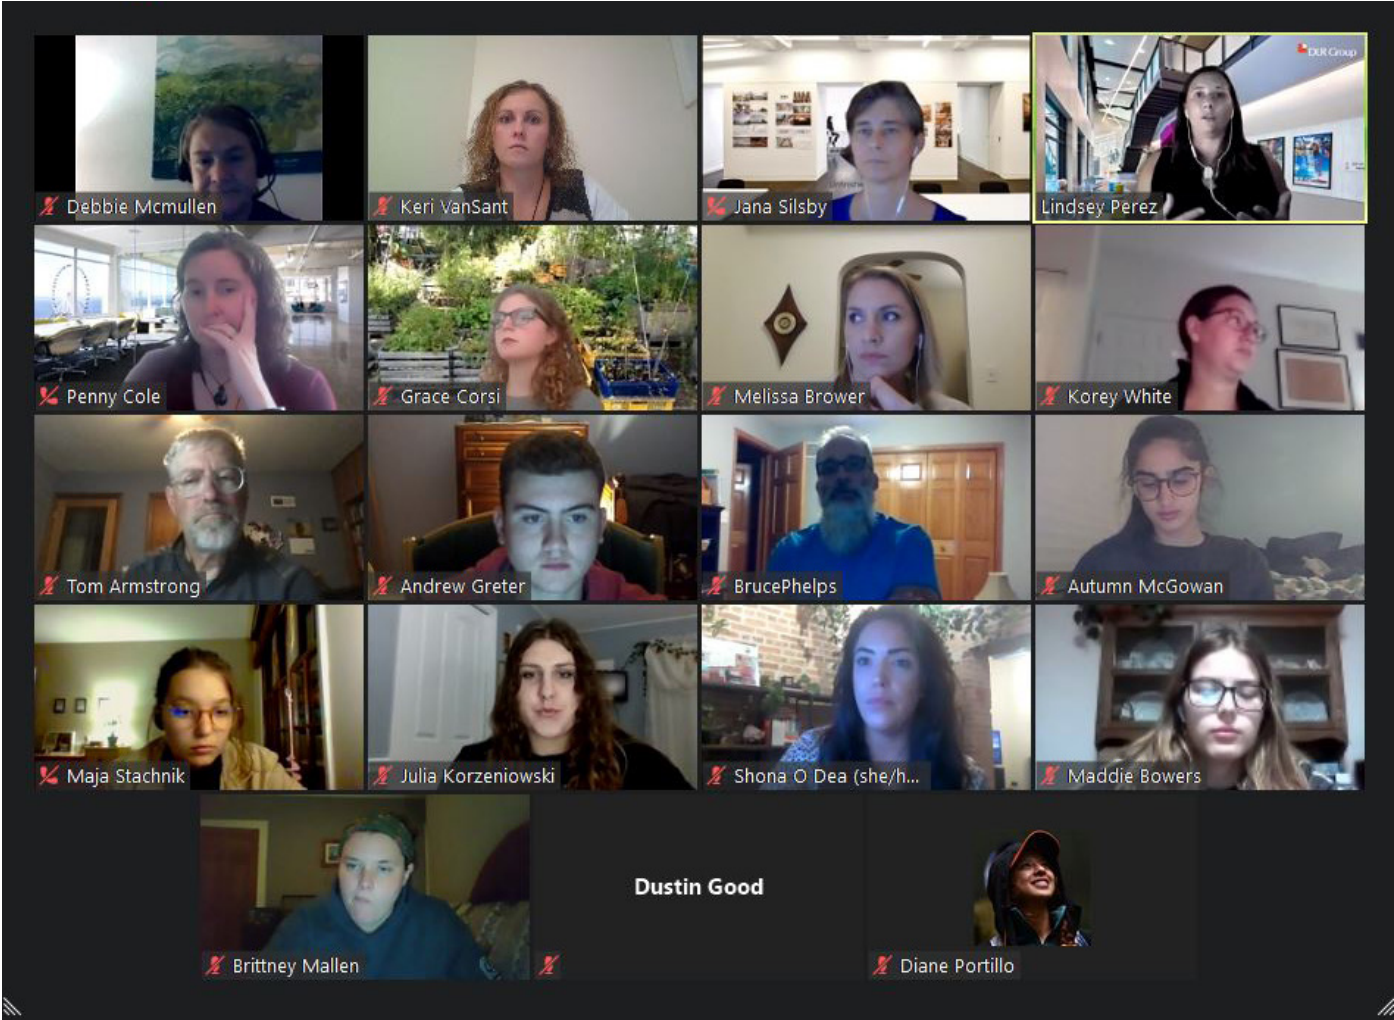 DLR Group
Debbie Mcmullen
Keri VanSant
Jana Silsby
Lindsey Perez
Penny Cole
Grace Corsi
Melissa Brower
Korey White
Tom Armstrong
Andrew Greter
BrucePhelps
Autumn McGowan
Maja Stachnik
Julia Korzeniowski
Shona O Dea (she/h...
Maddie Bowers
Dustin Good
Brittney Mallen
Diane Portillo